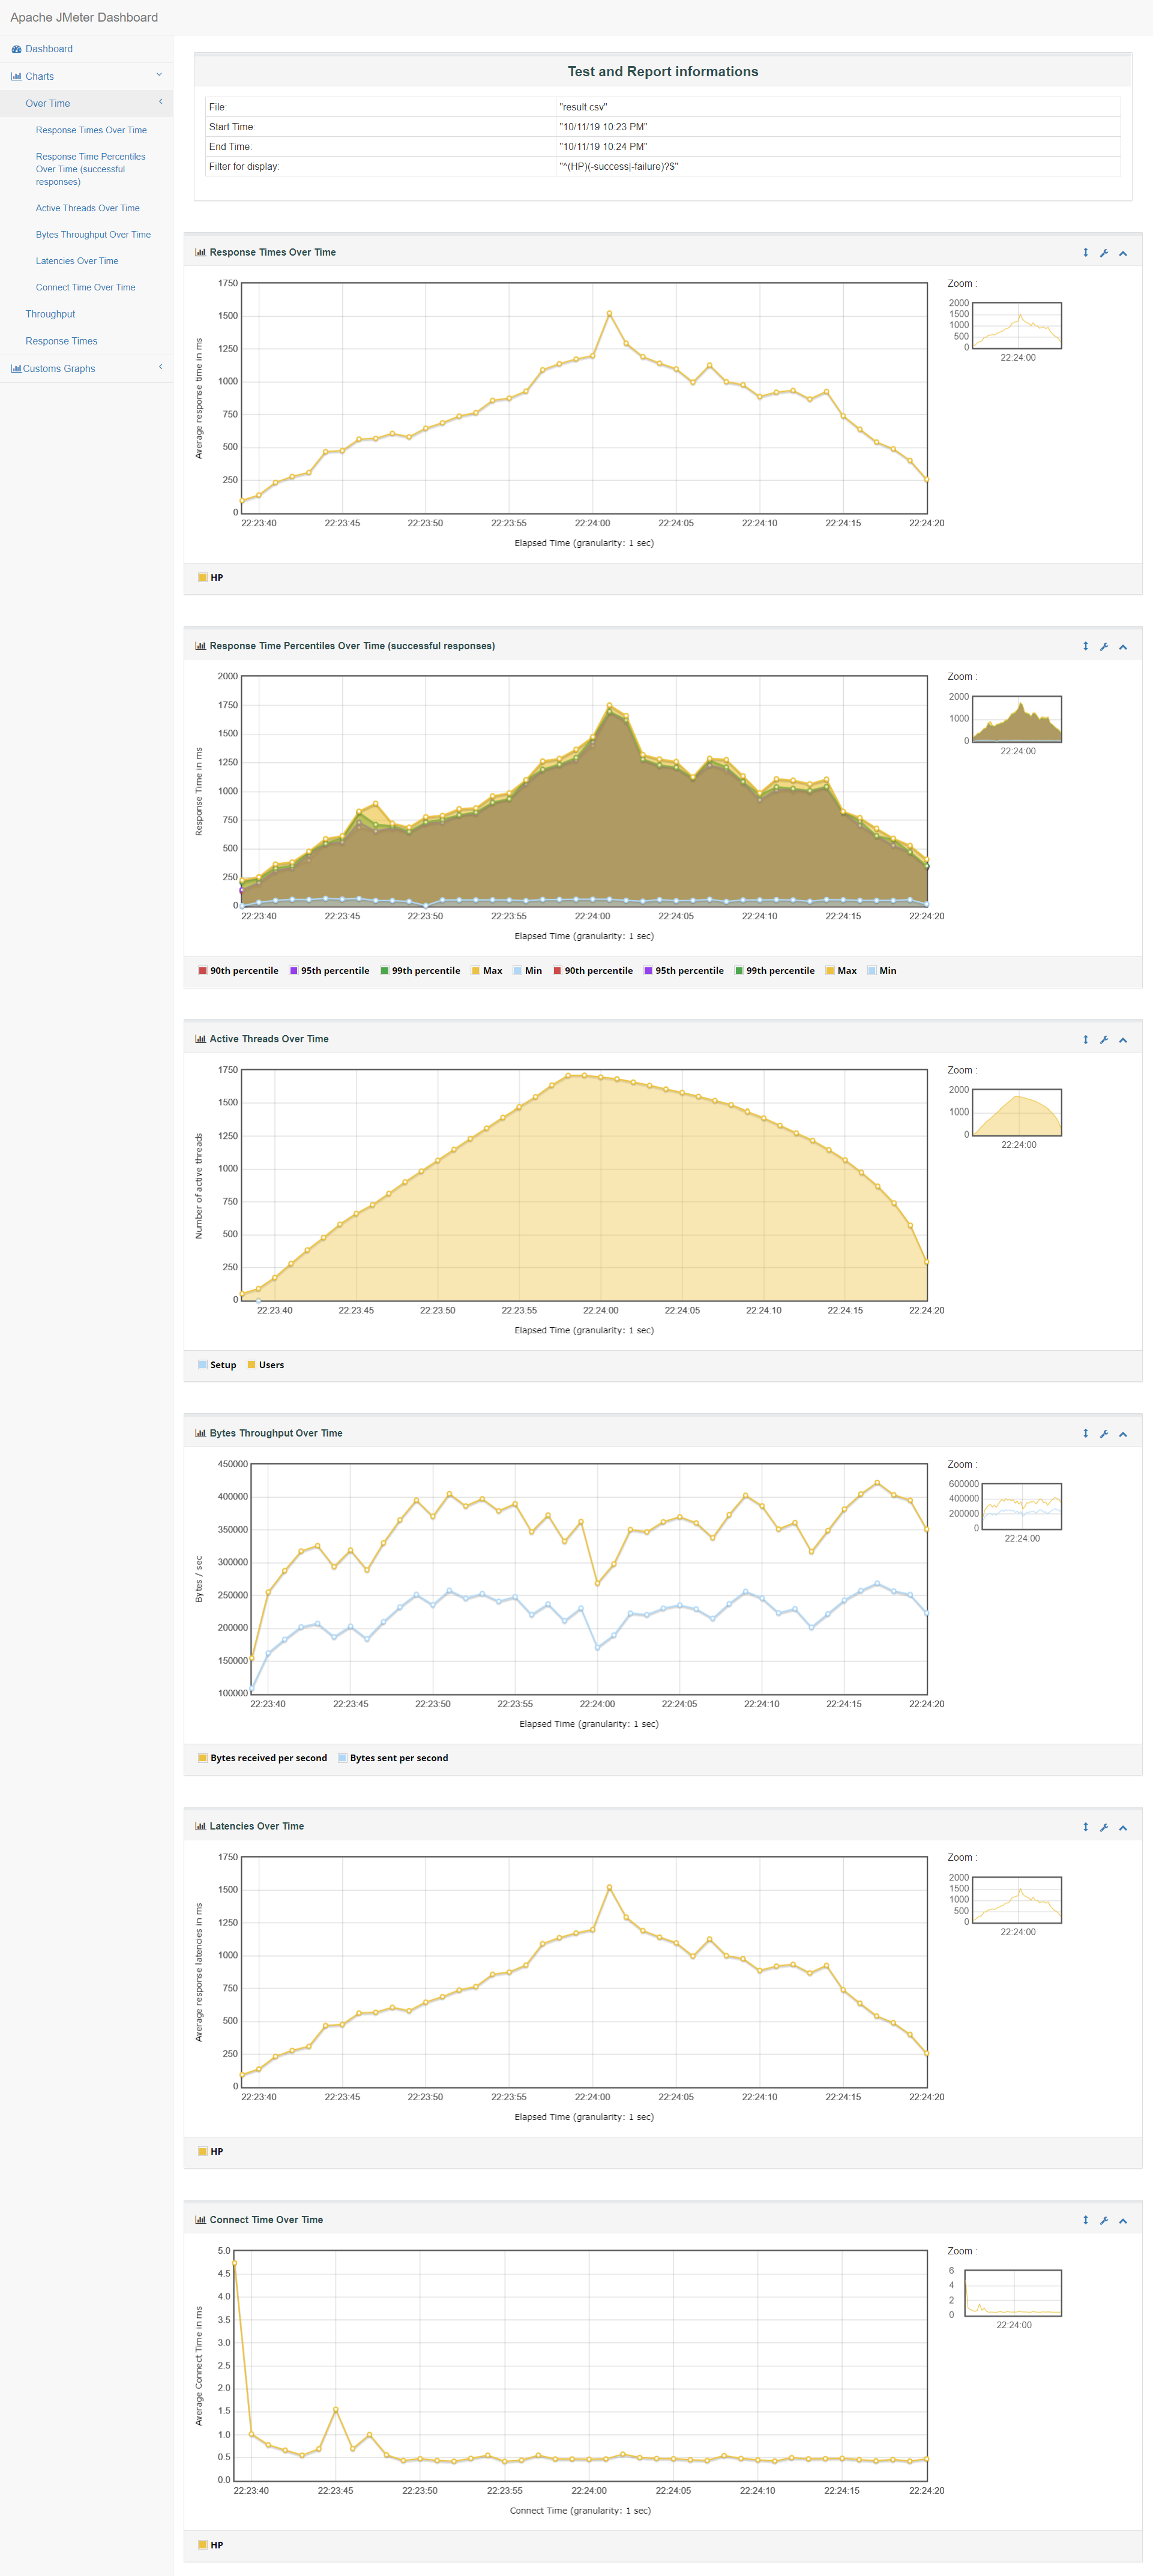 Apache JMeter Dashboard
Dashboard
Charts
Over Time
Response Times Over Time
Response Time Percentiles
Over Time (successful
responses)
Active Threads Over Time
Bytes Throughput Over Time
Latencies Over Time
Connect Time Over Time
Throughput
Response Times
Customs Graphs
Test and Report informations
File: "result.csv"
Start Time: "10/11/19 10:23 PM"
End Time: "10/11/19 10:24 PM"
Filter for display: "^(HP)(-success|-failure)?$"
Response Times Over Time
Average response time in ms
1750
1500
1250
1000
750
500
250
0
22:23:40 22:23:45 22:23:50 22:23:55 22:24:00 22:24:05 22:24:10 22:24:15 22:24:20
Elapsed Time (granularity: 1 sec)
Zoom :
2000
1500
1000
500
0
22:24:00
HP
Response Time Percentiles Over Time (successful responses)
Response Time in ms
2000
1750
1500
1250
1000
750
500
250
0
22:23:40 22:23:45 22:23:50 22:23:55 22:24:00 22:24:05 22:24:10 22:24:15 22:24:20
Elapsed Time (granularity: 1 sec)
Zoom :
2000
1000
0
22:24:00
90th percentile 95th percentile 99th percentile Max Min 90th percentile 95th percentile 99th percentile Max Min
Active Threads Over Time
Number of active threads
1750
1500
1250
1000
750
500
250
0
22:23:40 22:23:45 22:23:50 22:23:55 22:24:00 22:24:05 22:24:10 22:24:15 22:24:20
Elapsed Time (granularity: 1 sec)
Zoom :
2000
1000
0
22:24:00
Setup Users
Bytes Throughput Over Time
Bytes / sec
450000
400000
350000
300000
250000
200000
150000
100000
22:23:40 22:23:45 22:23:50 22:23:55 22:24:00 22:24:05 22:24:10 22:24:15 22:24:20
Elapsed Time (granularity: 1 sec)
Zoom :
600000
400000
200000
0
22:24:00
Bytes received per second Bytes sent per second
Latencies Over Time
Average response latencies in ms
1750
1500
1250
1000
750
500
250
0
22:23:40 22:23:45 22:23:50 22:23:55 22:24:00 22:24:05 22:24:10 22:24:15 22:24:20
Elapsed Time (granularity: 1 sec)
Zoom :
2000
1500
1000
500
0
22:24:00
HP
Connect Time Over Time
Average Connect Time in ms
5.0
4.5
4.0
3.5
3.0
2.5
2.0
1.5
1.0
0.5
0.0
22:23:40 22:23:45 22:23:50 22:23:55 22:24:00 22:24:05 22:24:10 22:24:15 22:24:20
Connect Time (granularity: 1 sec)
Zoom :
6
4
2
0
22:24:00
HP